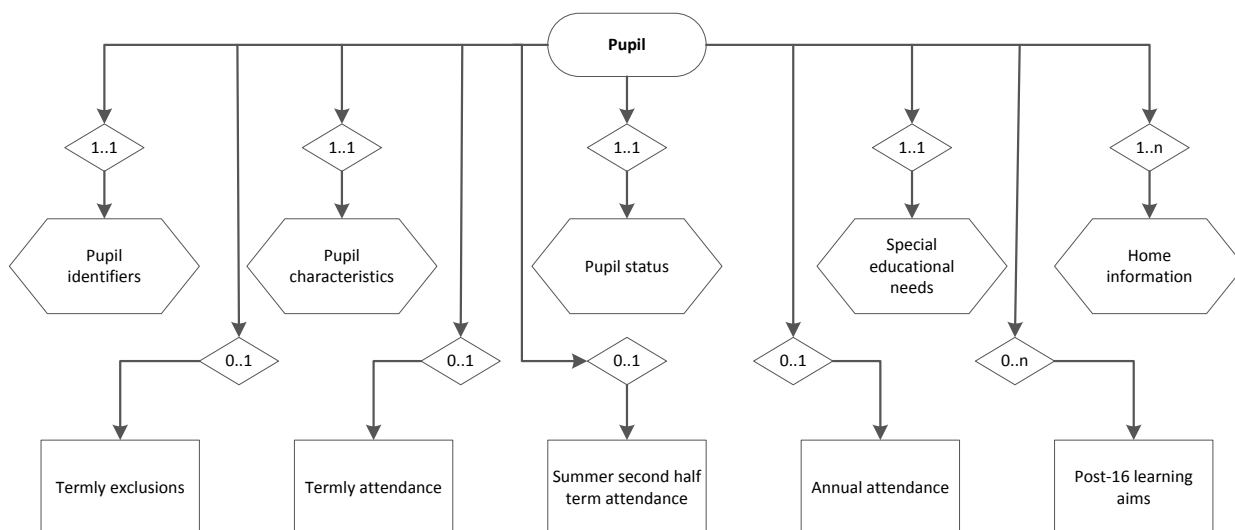 Pupil
1..1
1..1
1..1
1..1
1..n
Pupil
identifiers
Pupil
characteristics
Pupil status
Special
educational
needs
Home
information
0..1
0..1
0..1
0..1
0..n
Termly exclusions
Termly attendance
Summer second half
term attendance
Annual attendance
Post-16 learning
aims